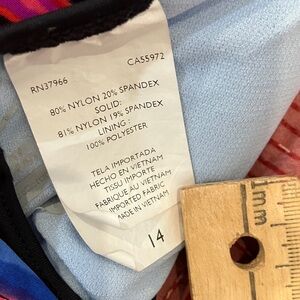 RN37966 CA55972
80% NYLON 20% SPANDEX
SOLID:
81% NYLON 19% SPANDEX
LINING:
100% POLYESTER
TELA IMPORTADA
HECHO EN VIETNAM
TISSU IMPORTE
FABRIQUE AU VIETNAM
IMPORTED FABRIC
MADE IN VIETNAM
14